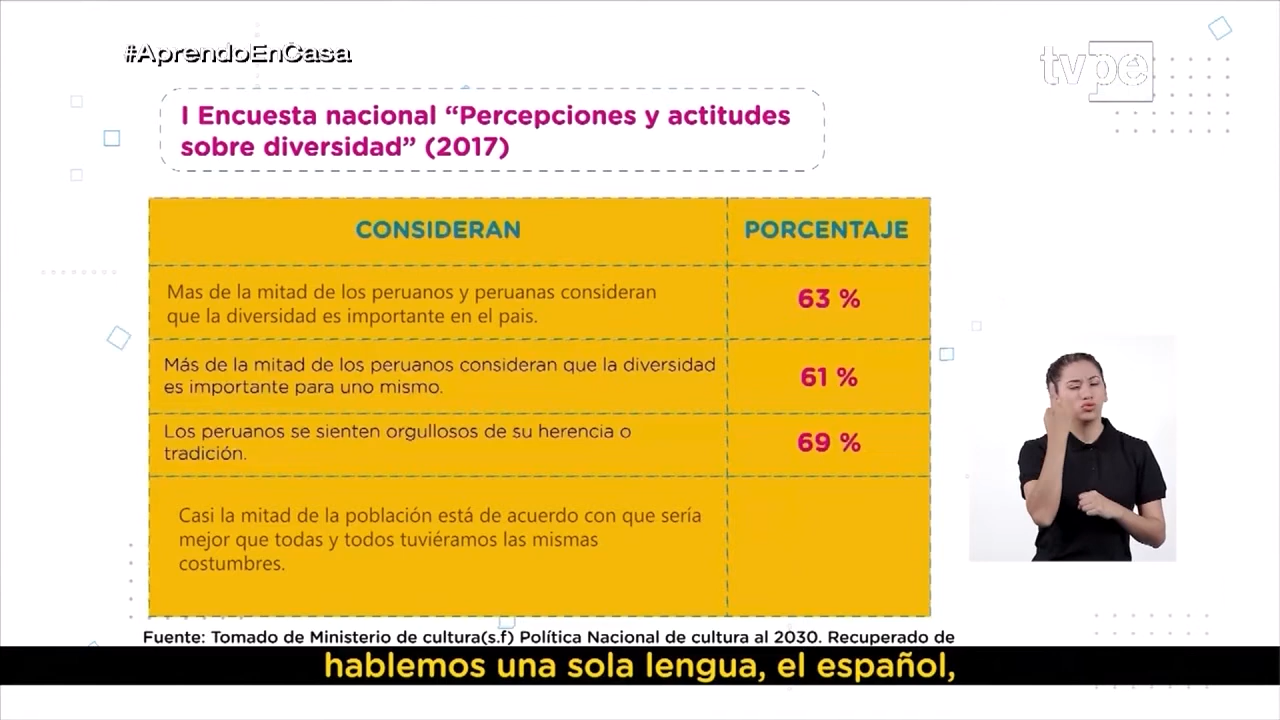 #AprendoEnCasa
tvpe
I Encuesta nacional “Percepciones y actitudes
sobre diversidad” (2017)
CONSIDERAN
PORCENTAJE
Mas de la mitad de los peruanos y peruanas consideran
que la diversidad es importante en el pais.
63 %
Más de la mitad de los peruanos consideran que la diversidad
es importante para uno mismo.
61 %
Los peruanos se sienten orgullosos de su herencia o
tradición.
69 %
Casi la mitad de la población está de acuerdo con que sería
mejor que todas y todos tuviéramos las mismas
costumbres.
Fuente: Tomado de Ministerio de cultura(s.f) Política Nacional de cultura al 2030. Recuperado de
hablemos una sola lengua, el español,